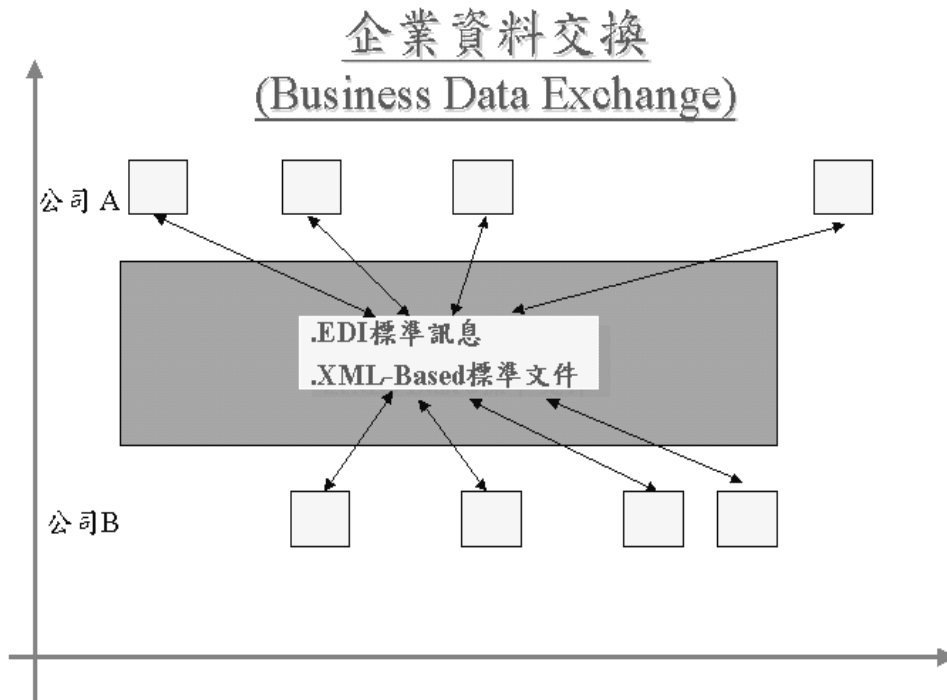 企業資料交換
(Business Data Exchange)
公司 A
.EDI標準訊息
.XML-Based標準文件
公司B